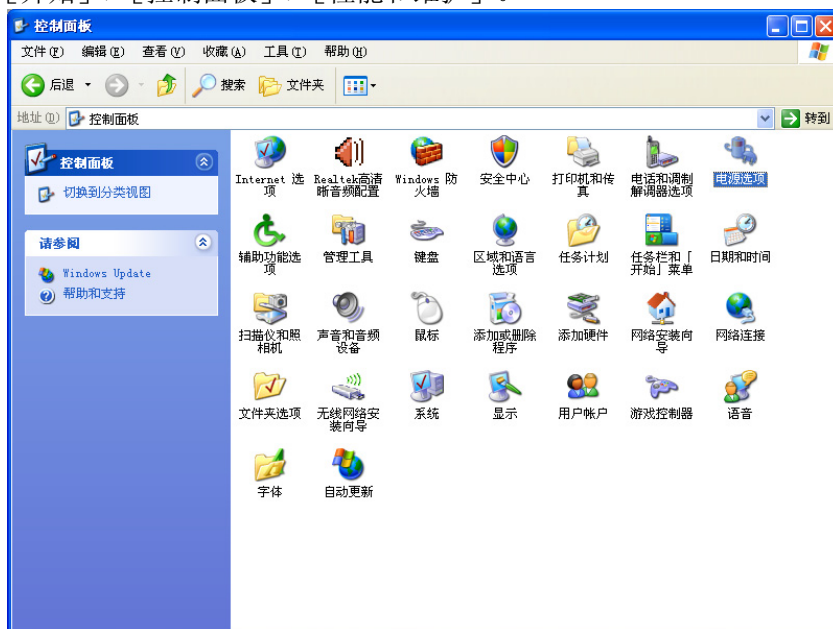 控制面板
文件(F) 编辑(E) 查看(V) 收藏(A) 工具(T) 帮助(H)
后退 搜索 文件夹
地址(D) 控制面板 转到
控制面板
切换到分类视图
请参阅
Windows Update
帮助和支持
Internet 选项
Realtek高清晰音频配置
Windows 防火墙
安全中心
打印机和传真
电话和调制解调器选项
电源选项
辅助功能选项
管理工具
键盘
区域和语言选项
任务计划
任务栏和「开始」菜单
日期和时间
扫描仪和照相机
声音和音频设备
鼠标
添加或删除程序
添加硬件
网络安装向导
网络连接
文件夹选项
无线网络安装向导
系统
显示
用户帐户
游戏控制器
语音
字体
自动更新